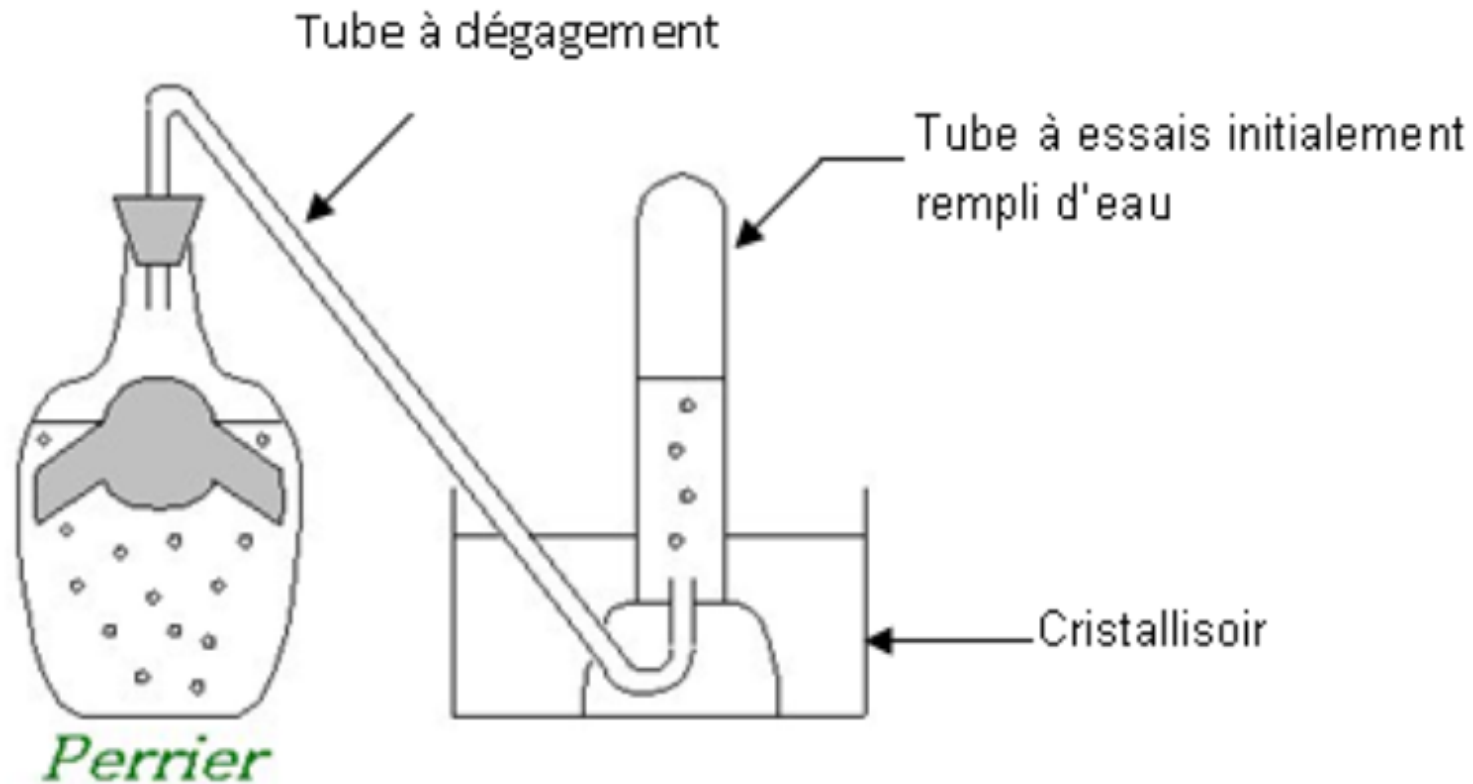 Tube à dégagement
Tube à essais initialement
rempli d'eau
Cristallisoir
Perrier